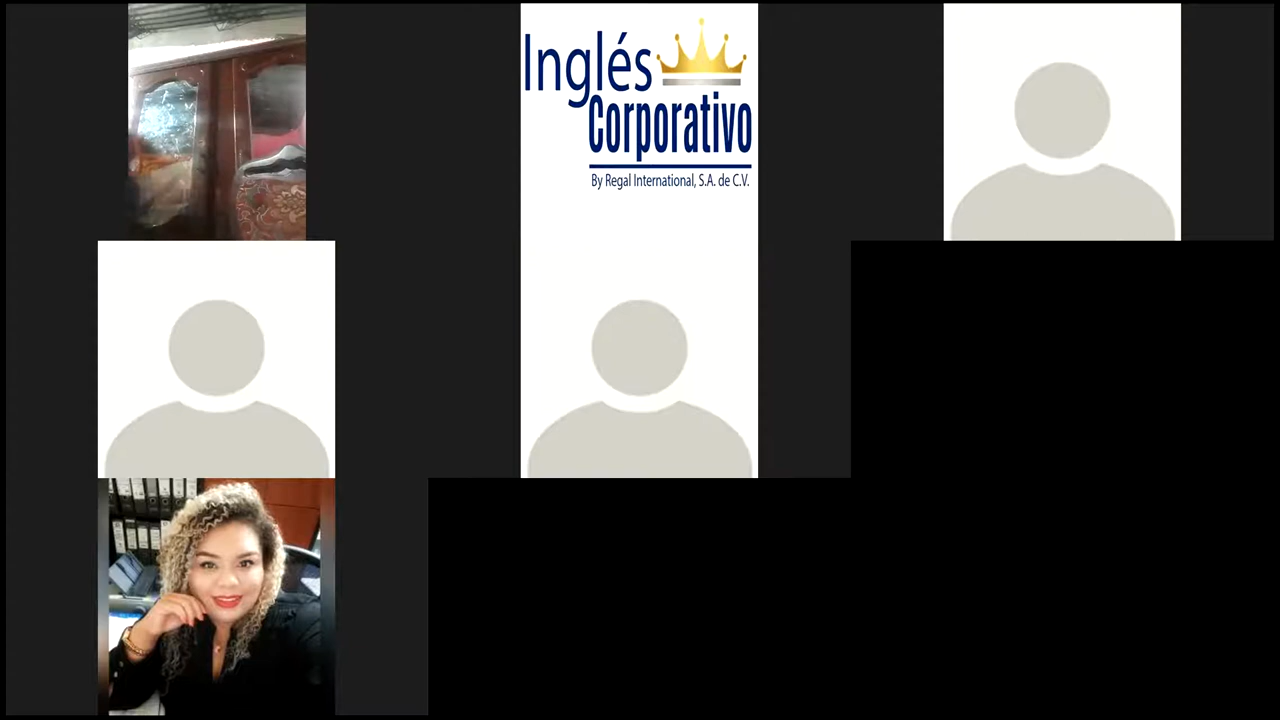 Inglés
Corporativo
By Regal International, S.A. de C.V.